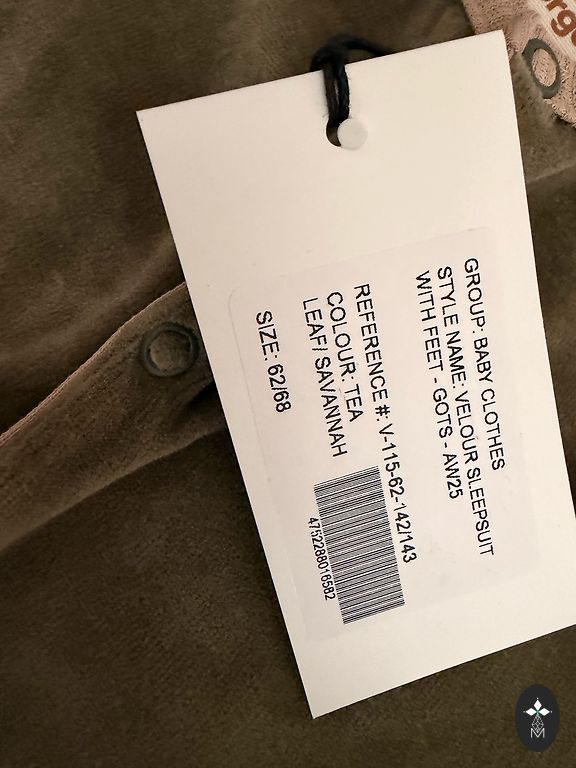 GROUP: BABY CLOTHES
STYLE NAME: VELOUR SLEEPSUIT
WITH FEET - GOTS - AW25
REFERENCE #: V-115-62-142/143
COLOUR: TEA
LEAF/ SAVANNAH
SIZE: 62/68
4752288016582
M